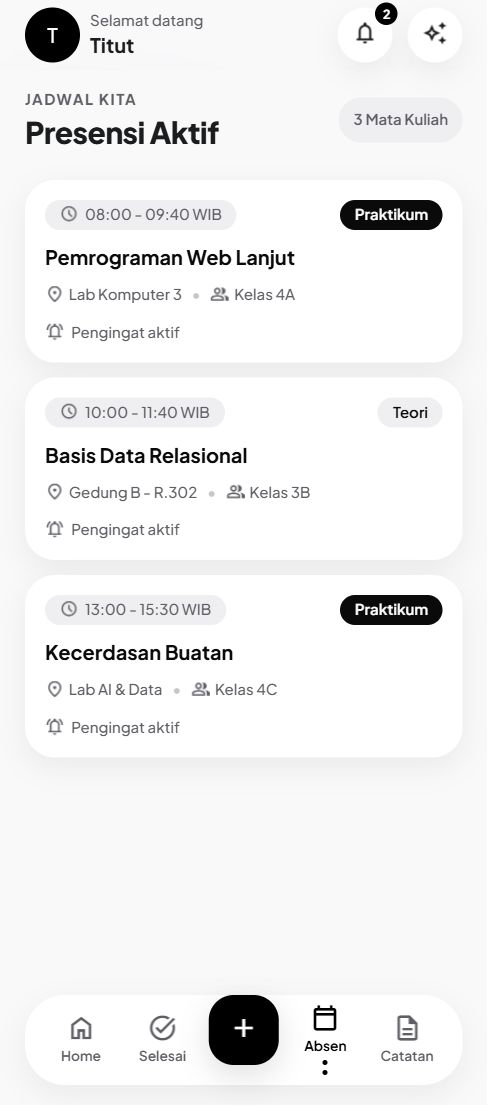 T
Selamat datang
Titut
2
JADWAL KITA
Presensi Aktif
3 Mata Kuliah
08:00 - 09:40 WIB
Praktikum
Pemrograman Web Lanjut
Lab Komputer 3 • Kelas 4A
Pengingat aktif
10:00 - 11:40 WIB
Teori
Basis Data Relasional
Gedung B - R.302 • Kelas 3B
Pengingat aktif
13:00 - 15:30 WIB
Praktikum
Kecerdasan Buatan
Lab AI & Data • Kelas 4C
Pengingat aktif
+
Home
Selesai
Absen
Catatan